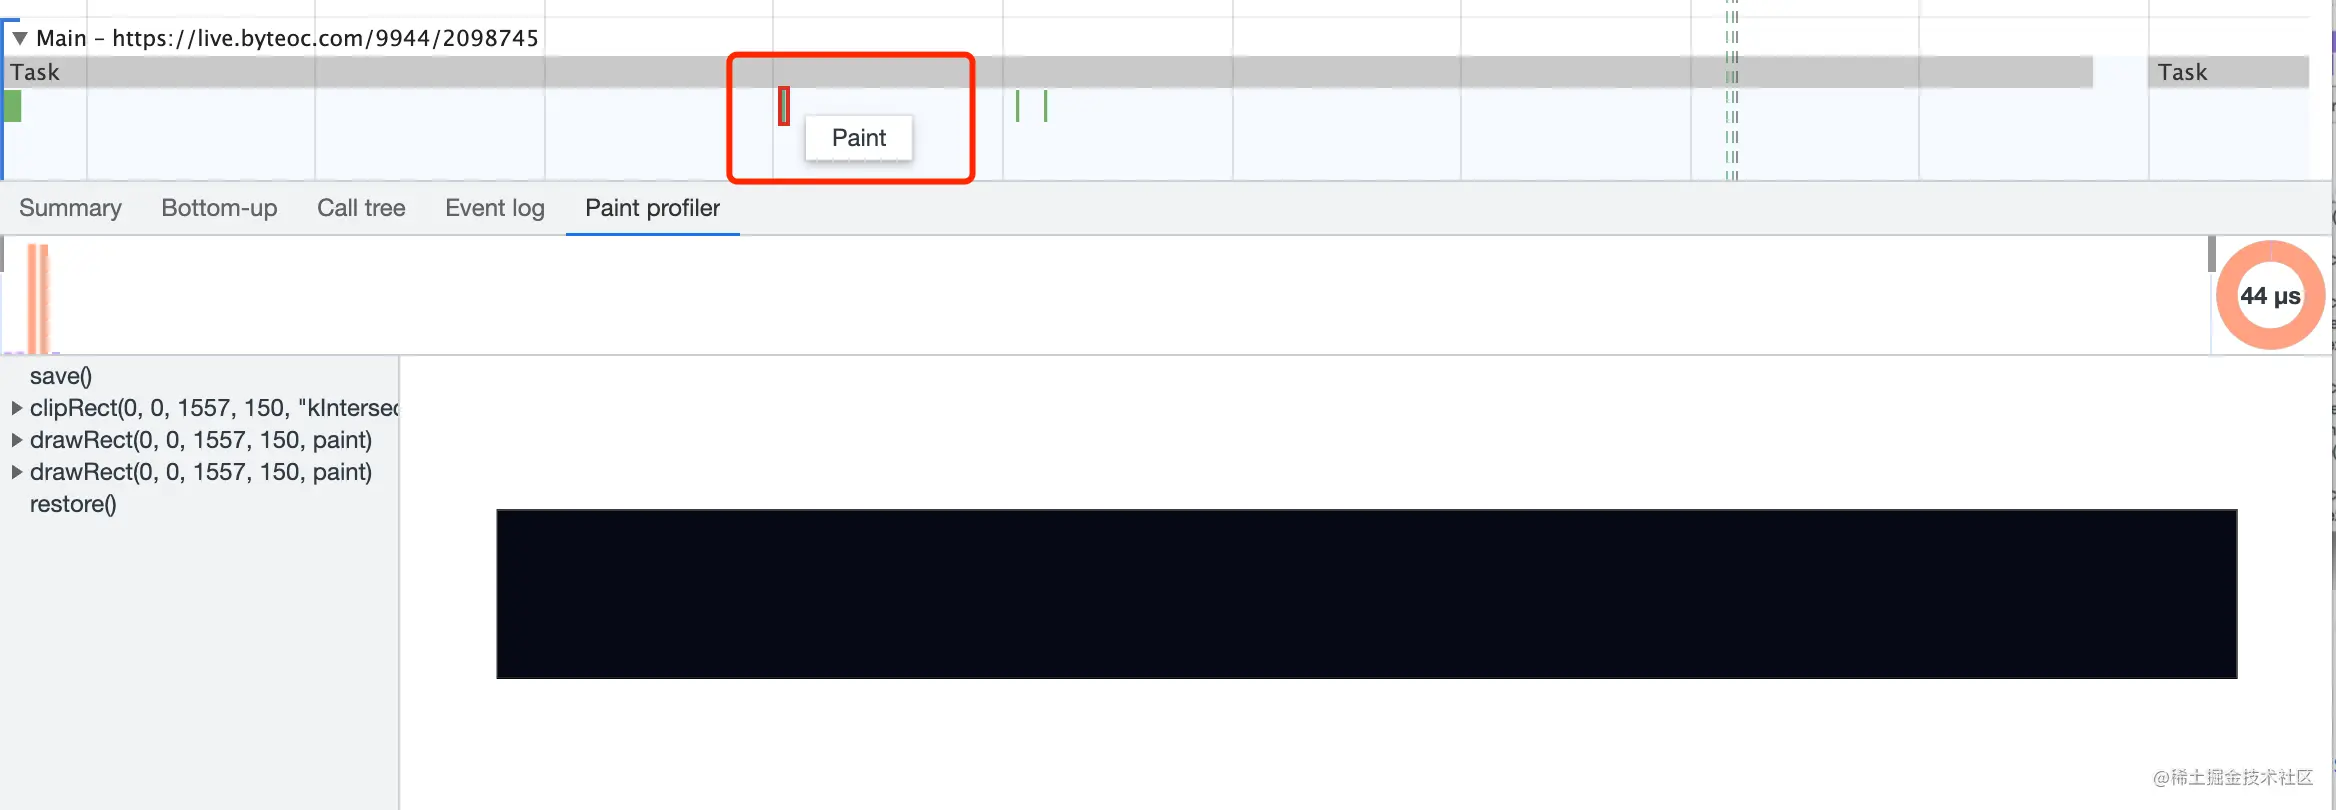 Main – https://live.byteoc.com/9944/2098745
Task
Task
Paint
Summary
Bottom-up
Call tree
Event log
Paint profiler
44 µs
save()
clipRect(0, 0, 1557, 150, "kIntersec
drawRect(0, 0, 1557, 150, paint)
drawRect(0, 0, 1557, 150, paint)
restore()
@稀土掘金技术社区